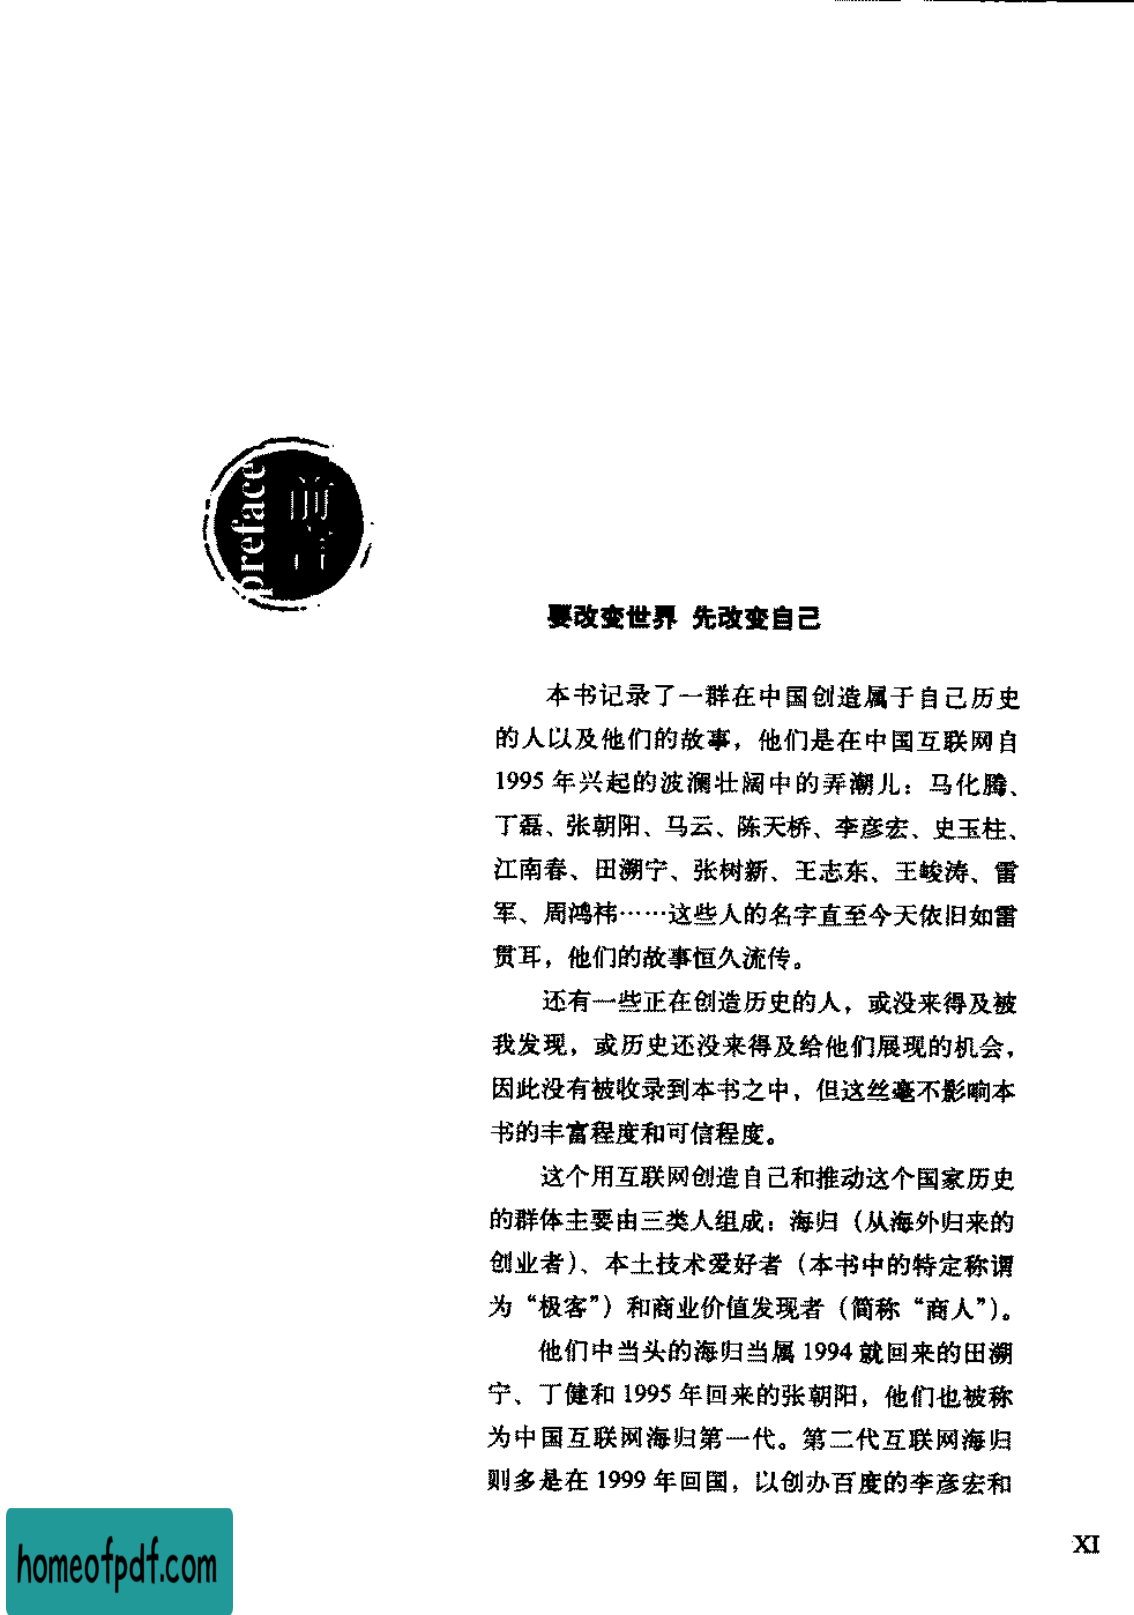 preface
前言
要改变世界 先改变自己
本书记录了一群在中国创造属于自己历史
的人以及他们的故事，他们是在中国互联网自
1995 年兴起的波澜壮阔中的弄潮儿：马化腾、
丁磊、张朝阳、马云、陈天桥、李彦宏、史玉柱、
江南春、田溯宁、张树新、王志东、王峻涛、雷
军、周鸿祎……这些人的名字直至今天依旧如雷
贯耳，他们的故事恒久流传。
还有一些正在创造历史的人，或没来得及被
我发现，或历史还没来得及给他们展现的机会，
因此没有被收录到本书之中，但这丝毫不影响本
书的丰富程度和可信程度。
这个用互联网创造自己和推动这个国家历史
的群体主要由三类人组成：海归（从海外归来的
创业者）、本土技术爱好者（本书中的特定称谓
为“极客”）和商业价值发现者（简称“商人”）。
他们中当头的海归当属 1994 就回来的田溯
宁、丁健和 1995 年回来的张朝阳，他们也被称
为中国互联网海归第一代。第二代互联网海归
则多是在 1999 年回国，以创办百度的李彦宏和
XI
homeofpdf.com